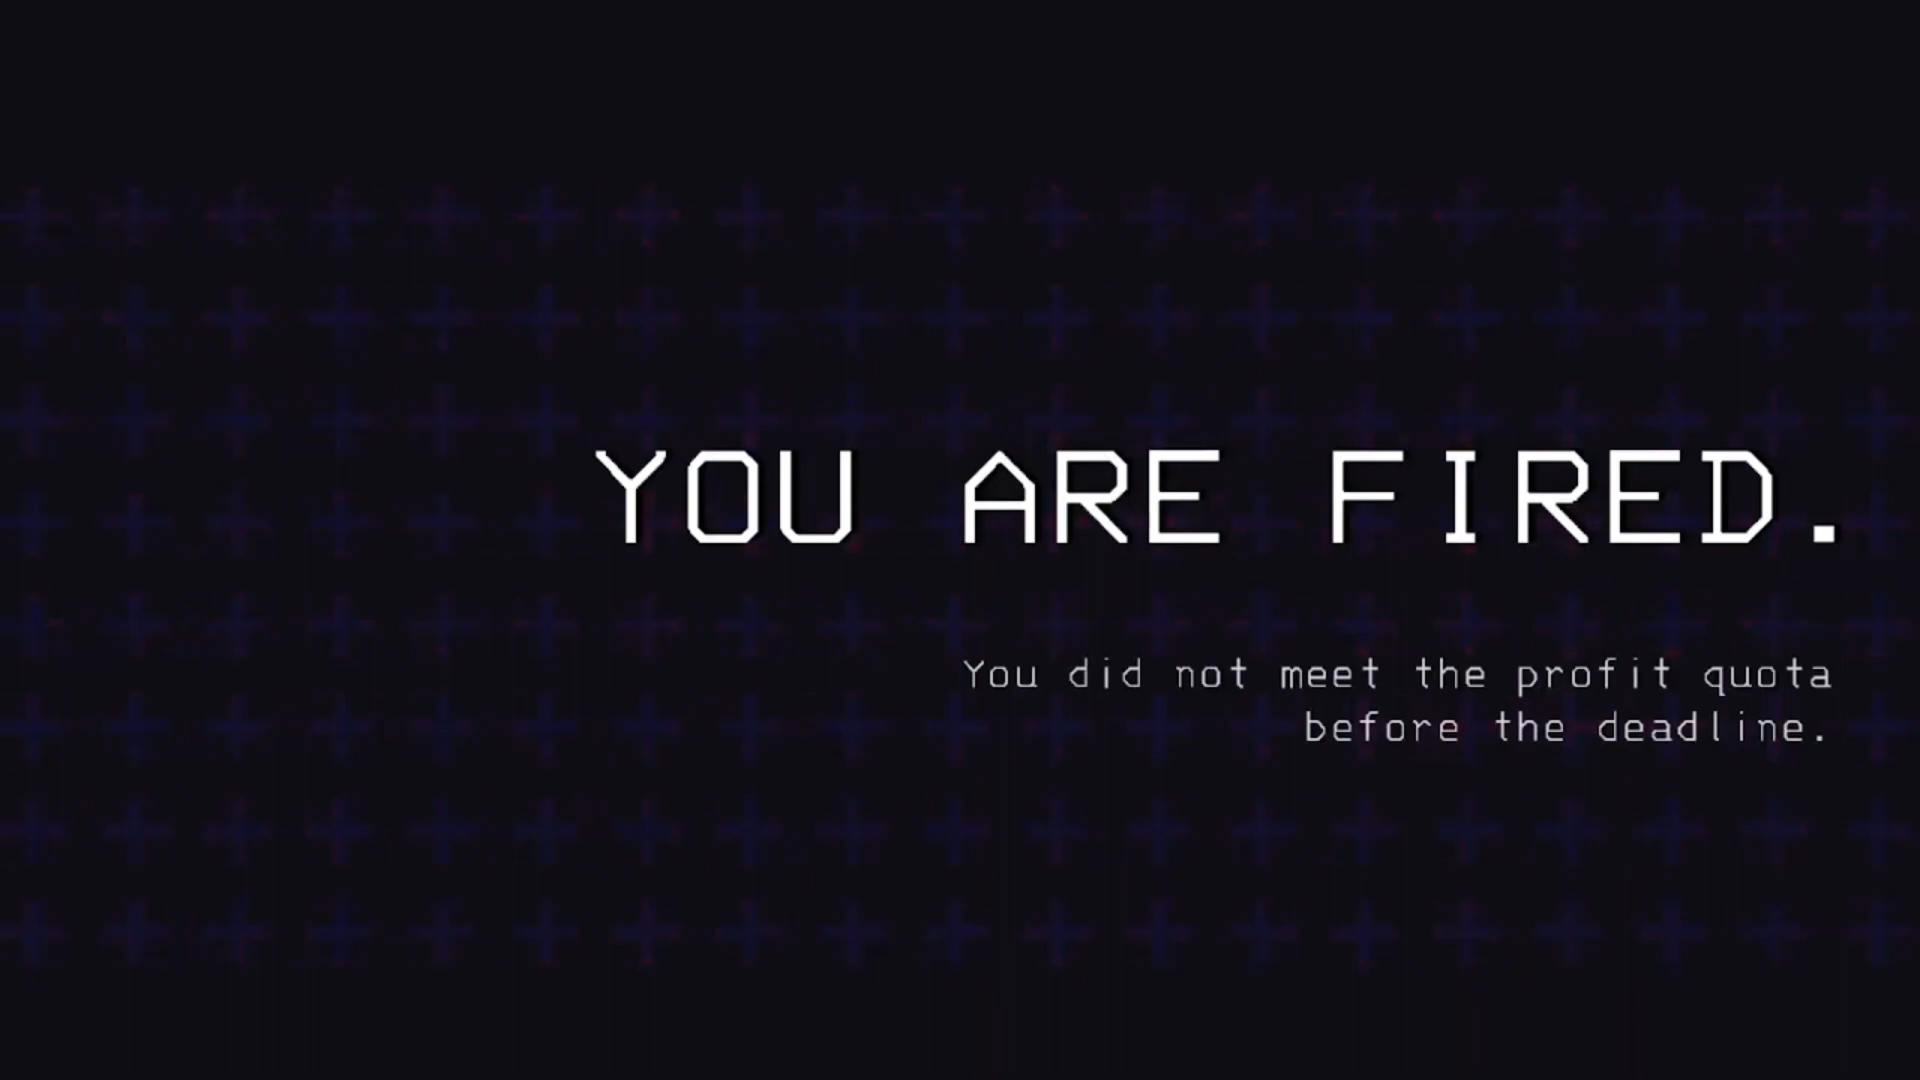 YOU ARE FIRED.
You did not meet the profit quota
before the deadline.